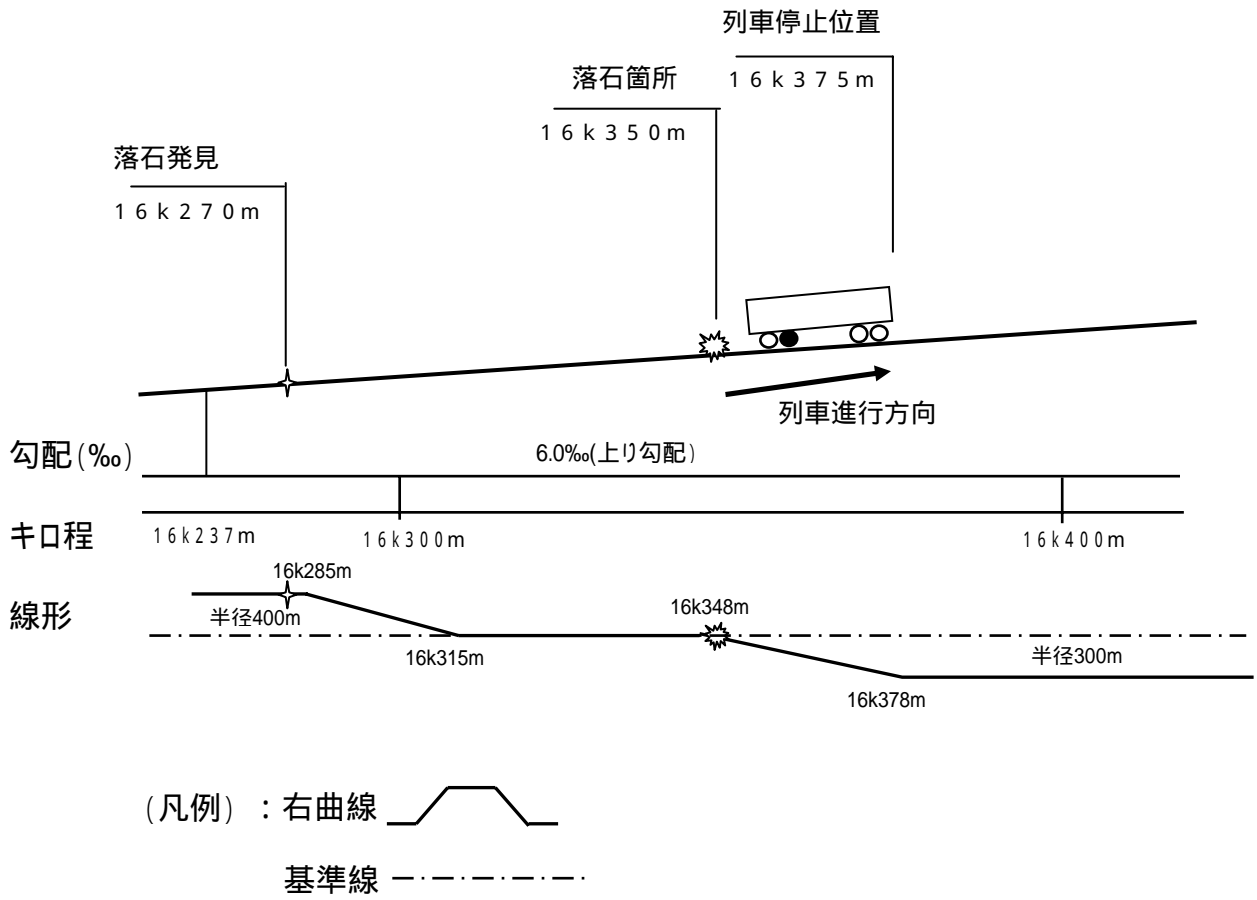 列車停止位置
16k375m
落石箇所
16k350m
落石発見
16k270m
列車進行方向
勾配(‰)
6.0‰(上り勾配)
キロ程
16k237m
16k300m
16k400m
線形
16k285m
半径400m
16k315m
16k348m
半径300m
16k378m
(凡例):右曲線
基準線